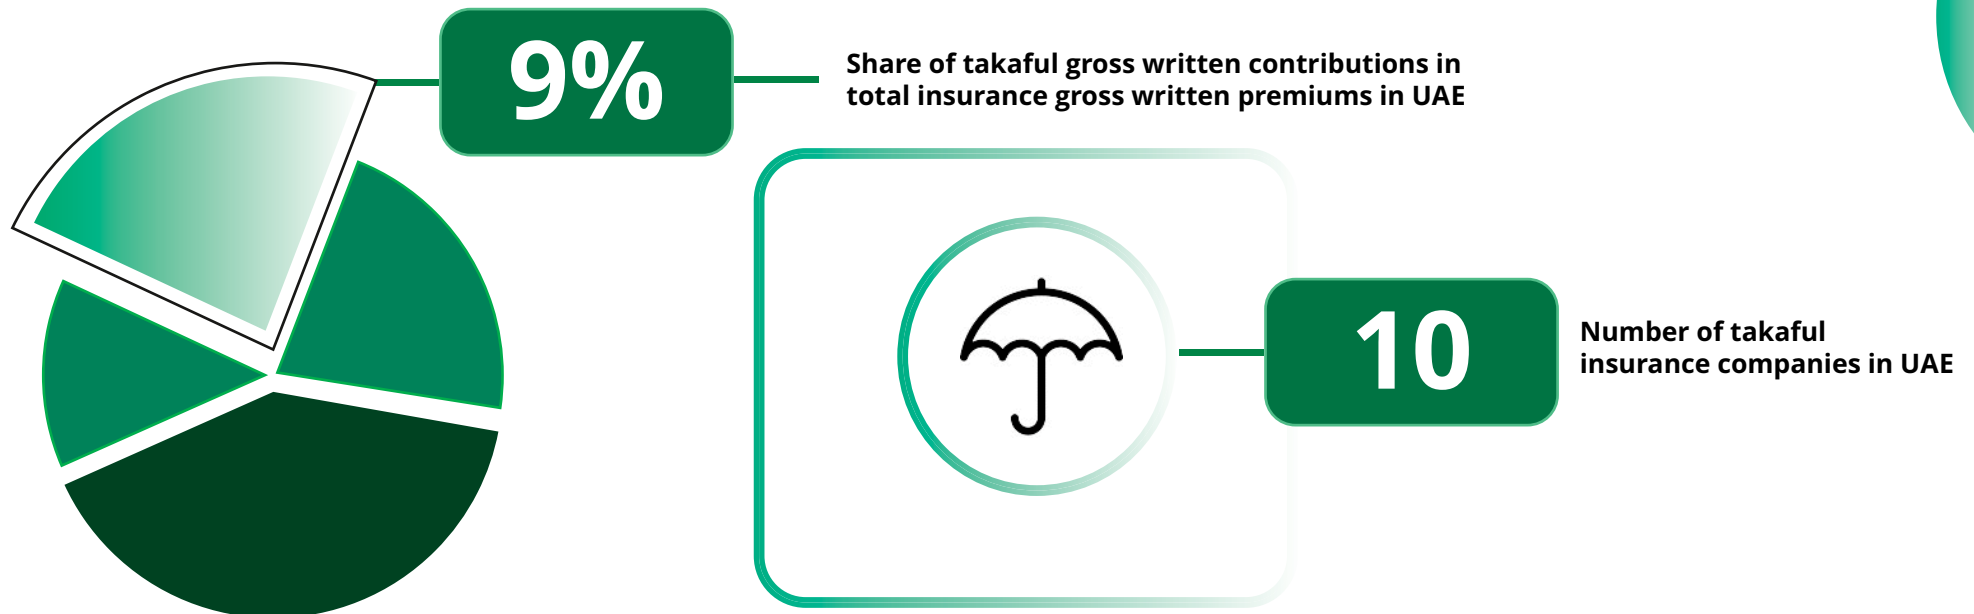 9%
Share of takaful gross written contributions in
total insurance gross written premiums in UAE
10
Number of takaful
insurance companies in UAE